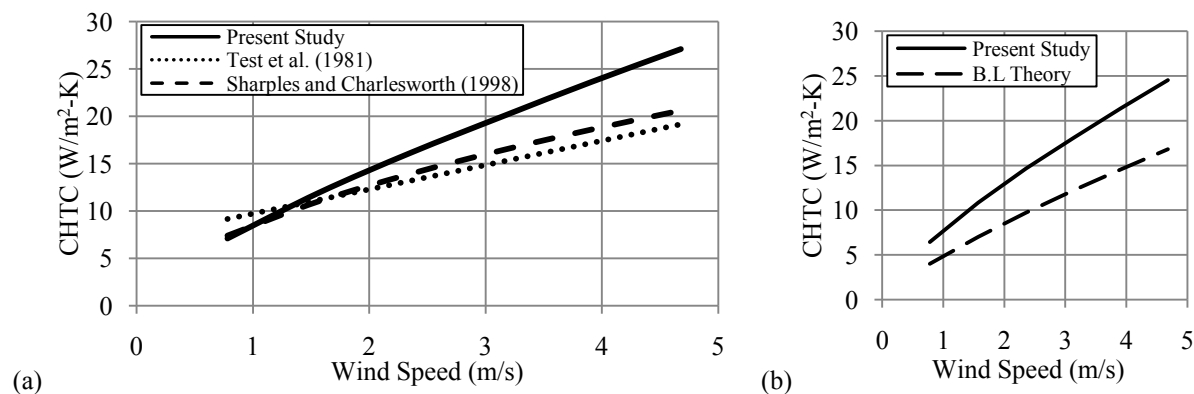 30
25
20
15
10
5
0
CHTC (W/m²-K)
Present Study
Test et al. (1981)
Sharples and Charlesworth (1998)
0 1 2 3 4 5
Wind Speed (m/s)
(a)
30
25
20
15
10
5
0
CHTC (W/m²-K)
Present Study
B.L Theory
0 1 2 3 4 5
Wind Speed (m/s)
(b)